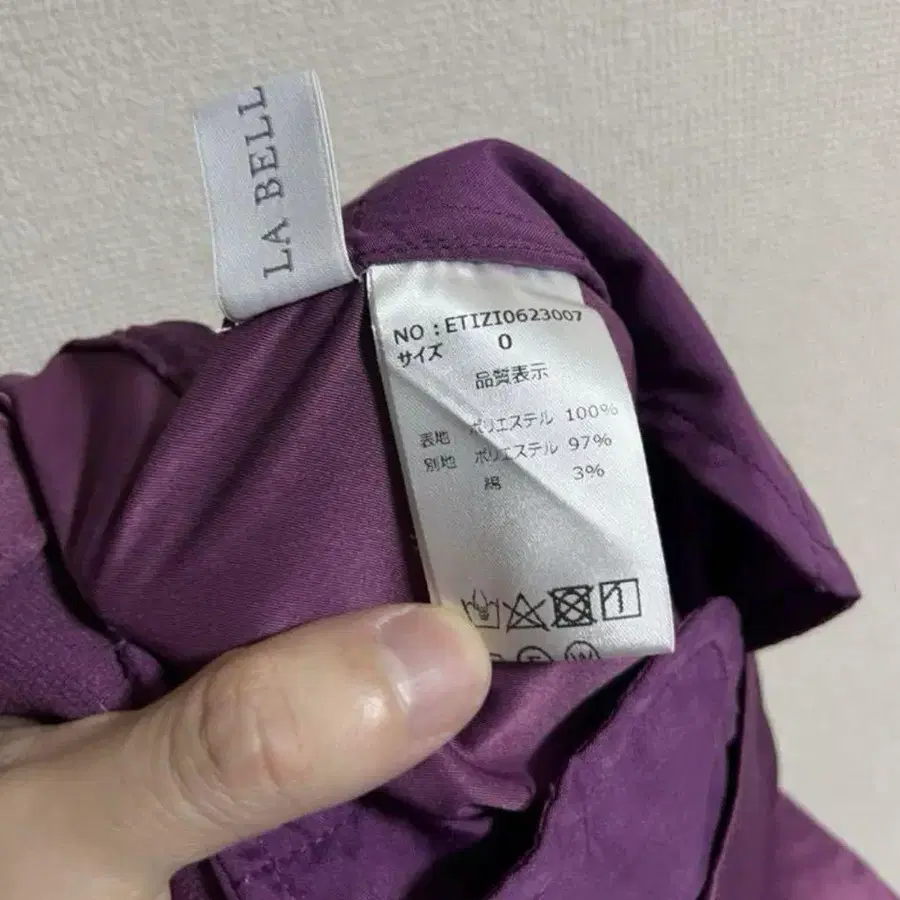 LA BELL
NO : ETIZI0623007
サイズ 0
品質表示
表地 ポリエステル 100%
別地 ポリエステル 97%
綿 3%